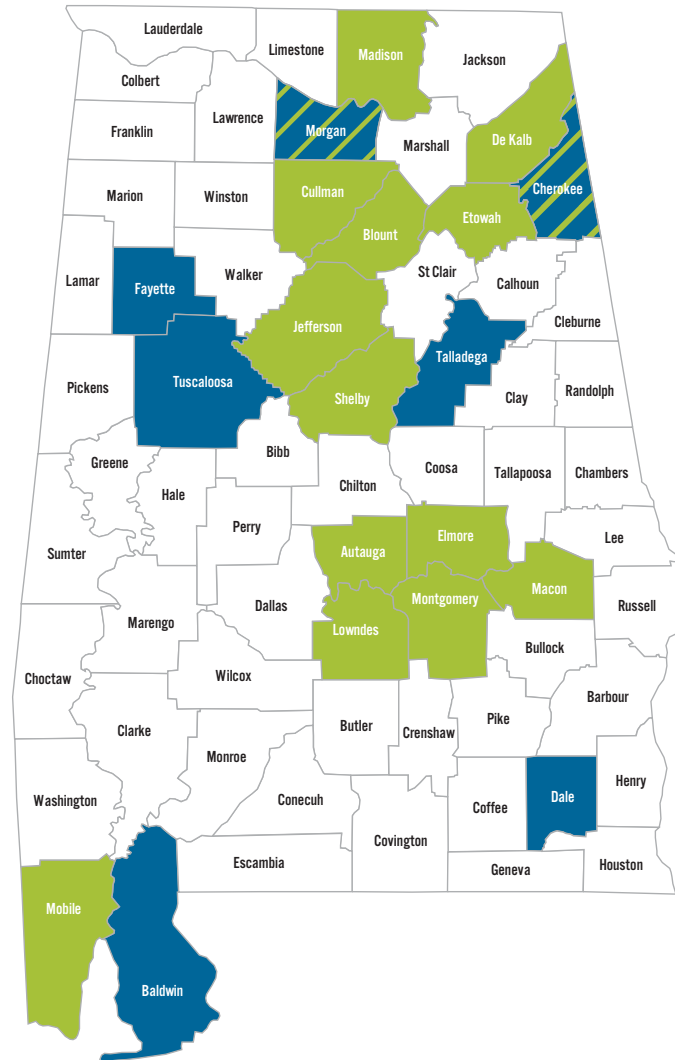 Lauderdale
Limestone
Madison
Jackson
Colbert
Lawrence
Franklin
Morgan
Marshall
De Kalb
Cherokee
Marion
Winston
Cullman
Blount
Etowah
Lamar
Fayette
Walker
St Clair
Calhoun
Cleburne
Jefferson
Talladega
Pickens
Tuscaloosa
Shelby
Clay
Randolph
Greene
Bibb
Hale
Chilton
Coosa
Tallapoosa
Chambers
Sumter
Perry
Autauga
Elmore
Lee
Marengo
Dallas
Lowndes
Montgomery
Macon
Russell
Bullock
Choctaw
Wilcox
Barbour
Clarke
Butler
Crenshaw
Pike
Monroe
Washington
Conecuh
Covington
Coffee
Dale
Henry
Escambia
Geneva
Houston
Mobile
Baldwin